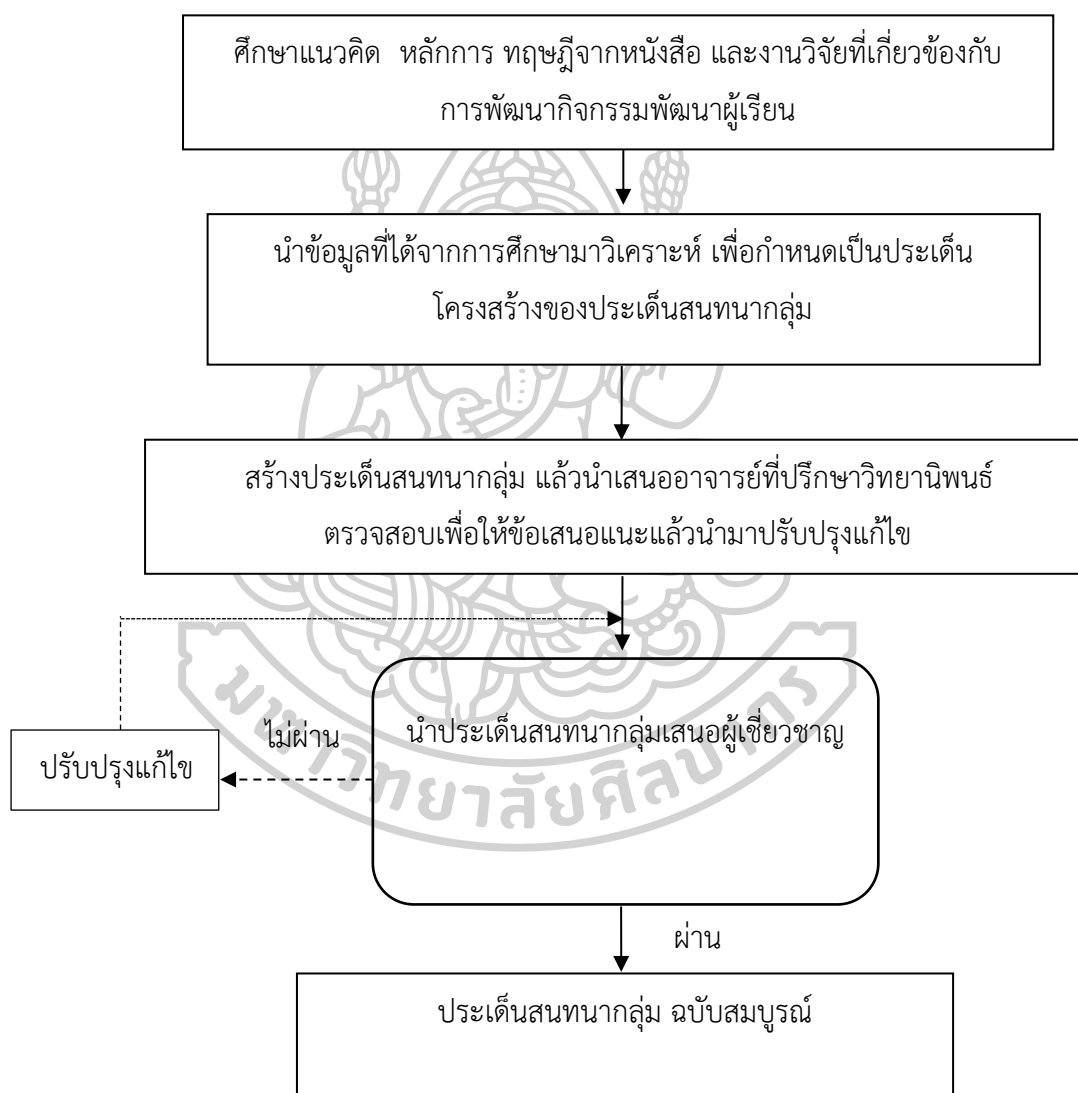 ศึกษาแนวคิด  หลักการ ทฤษฎีจากหนังสือ และงานวิจัยที่เกี่ยวข้องกับ
การพัฒนากิจกรรมพัฒนาผู้เรียน
นำข้อมูลที่ได้จากการศึกษามาวิเคราะห์ เพื่อกำหนดเป็นประเด็น
โครงสร้างของประเด็นสนทนากลุ่ม
สร้างประเด็นสนทนากลุ่ม แล้วนำเสนออาจารย์ที่ปรึกษาวิทยานิพนธ์
ตรวจสอบเพื่อให้ข้อเสนอแนะแล้วนำมาปรับปรุงแก้ไข
นำประเด็นสนทนากลุ่มเสนอผู้เชี่ยวชาญ
ไม่ผ่าน
ปรับปรุงแก้ไข
มหาวิทยาลัยศิลปากร
ผ่าน
ประเด็นสนทนากลุ่ม ฉบับสมบูรณ์